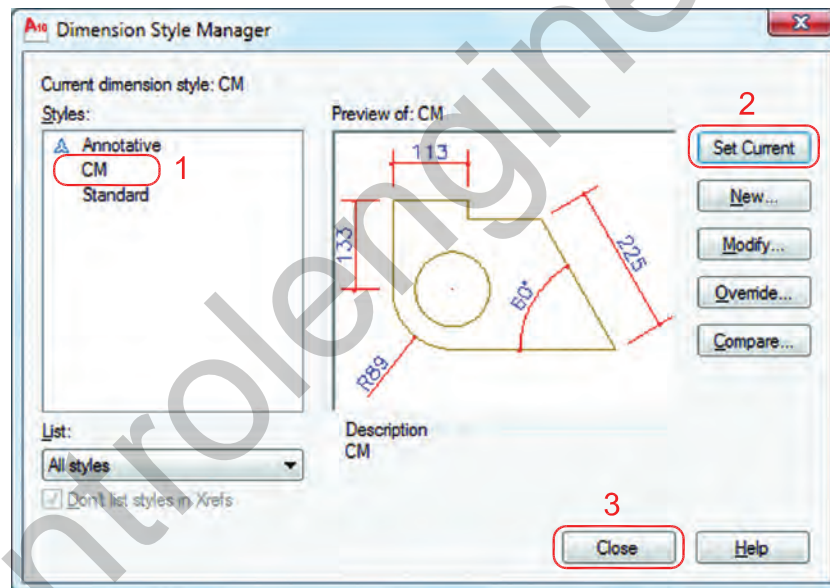 A10 Dimension Style Manager
X
Current dimension style: CM
Styles:
Preview of: CM
2
Annotative
CM
1
Standard
113
133
225
60°
R89
Set Current
New...
Modify...
Override...
Compare...
List:
All styles
Don't list styles in Xrefs
Description
CM
3
Close
Help
ntrolengine